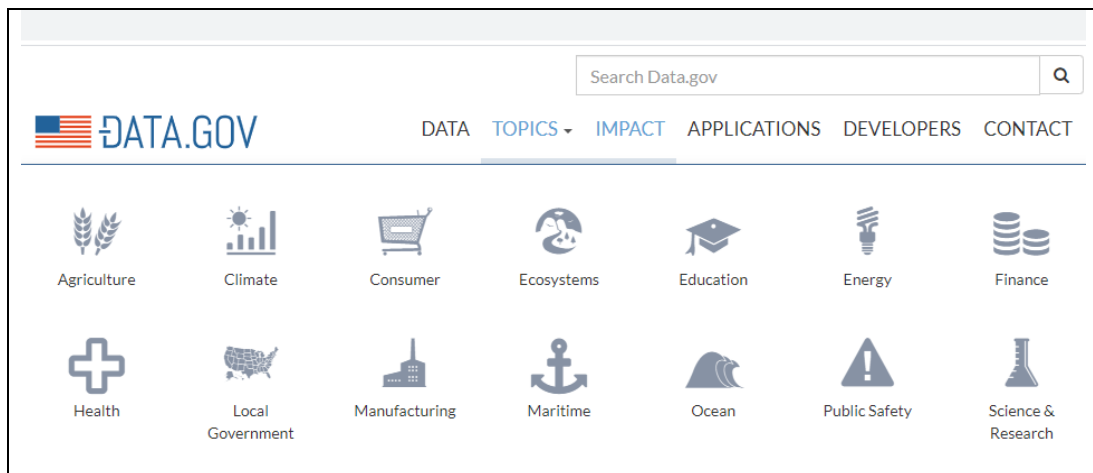 Search Data.gov
DATA.GOV
DATA TOPICS IMPACT APPLICATIONS DEVELOPERS CONTACT
Agriculture Climate Consumer Ecosystems Education Energy Finance
Health Local Government Manufacturing Maritime Ocean Public Safety Science & Research